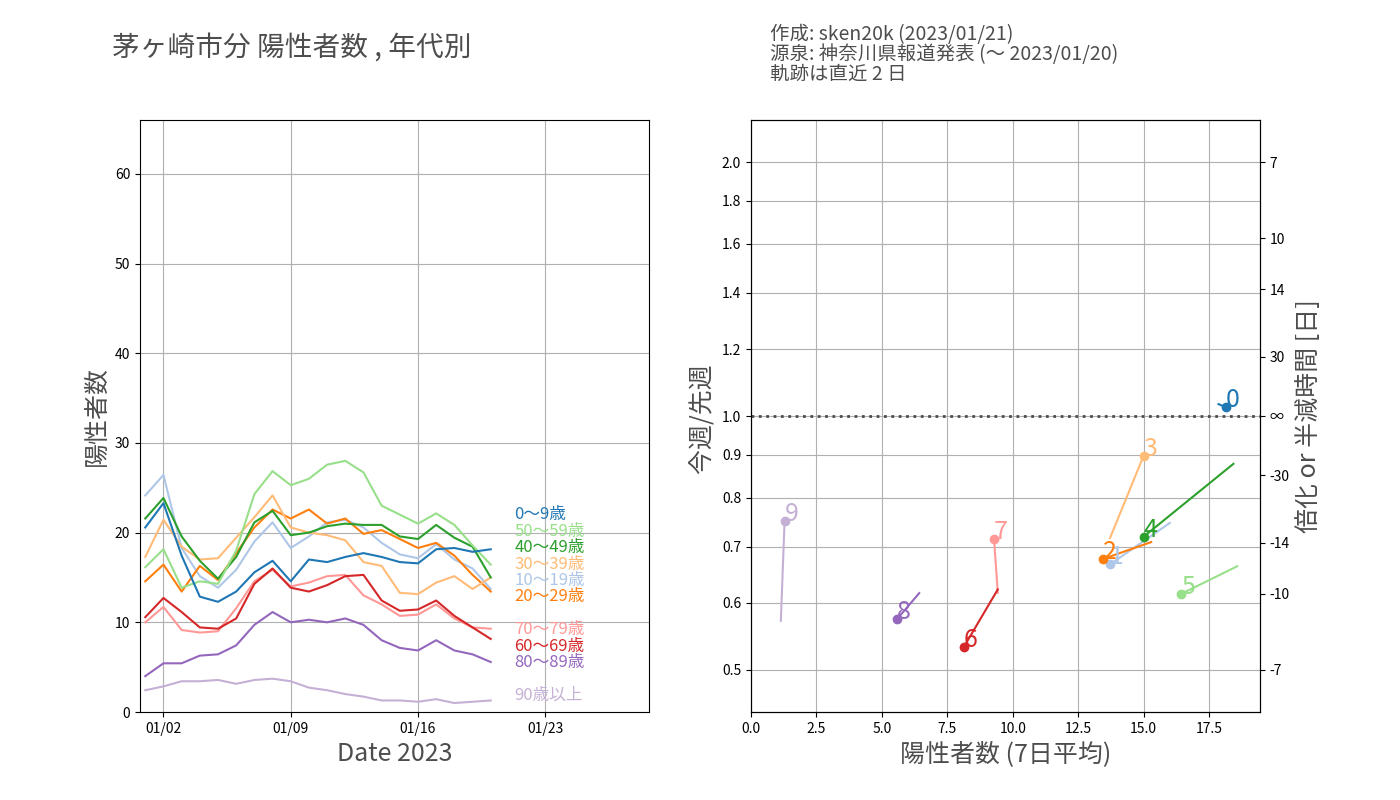 茅ヶ崎市分 陽性者数 , 年代別
作成: sken20k (2023/01/21)
源泉: 神奈川県報道発表 (〜 2023/01/20)
軌跡は直近 2 日
陽性者数
60
50
40
30
20
10
0
01/02
01/09
01/16
01/23
Date 2023
0〜9歳
50〜59歳
40〜49歳
30〜39歳
10〜19歳
20〜29歳
70〜79歳
60〜69歳
80〜89歳
90歳以上
今週/先週
2.0
1.8
1.6
1.4
1.2
1.0
0.9
0.8
0.7
0.6
0.5
0
3
9
4
7
2
1
5
8
6
7
10
14
30
∞
-30
-14
-10
-7
倍化 or 半減時間 [日]
0.0
2.5
5.0
7.5
10.0
12.5
15.0
17.5
陽性者数 (7日平均)